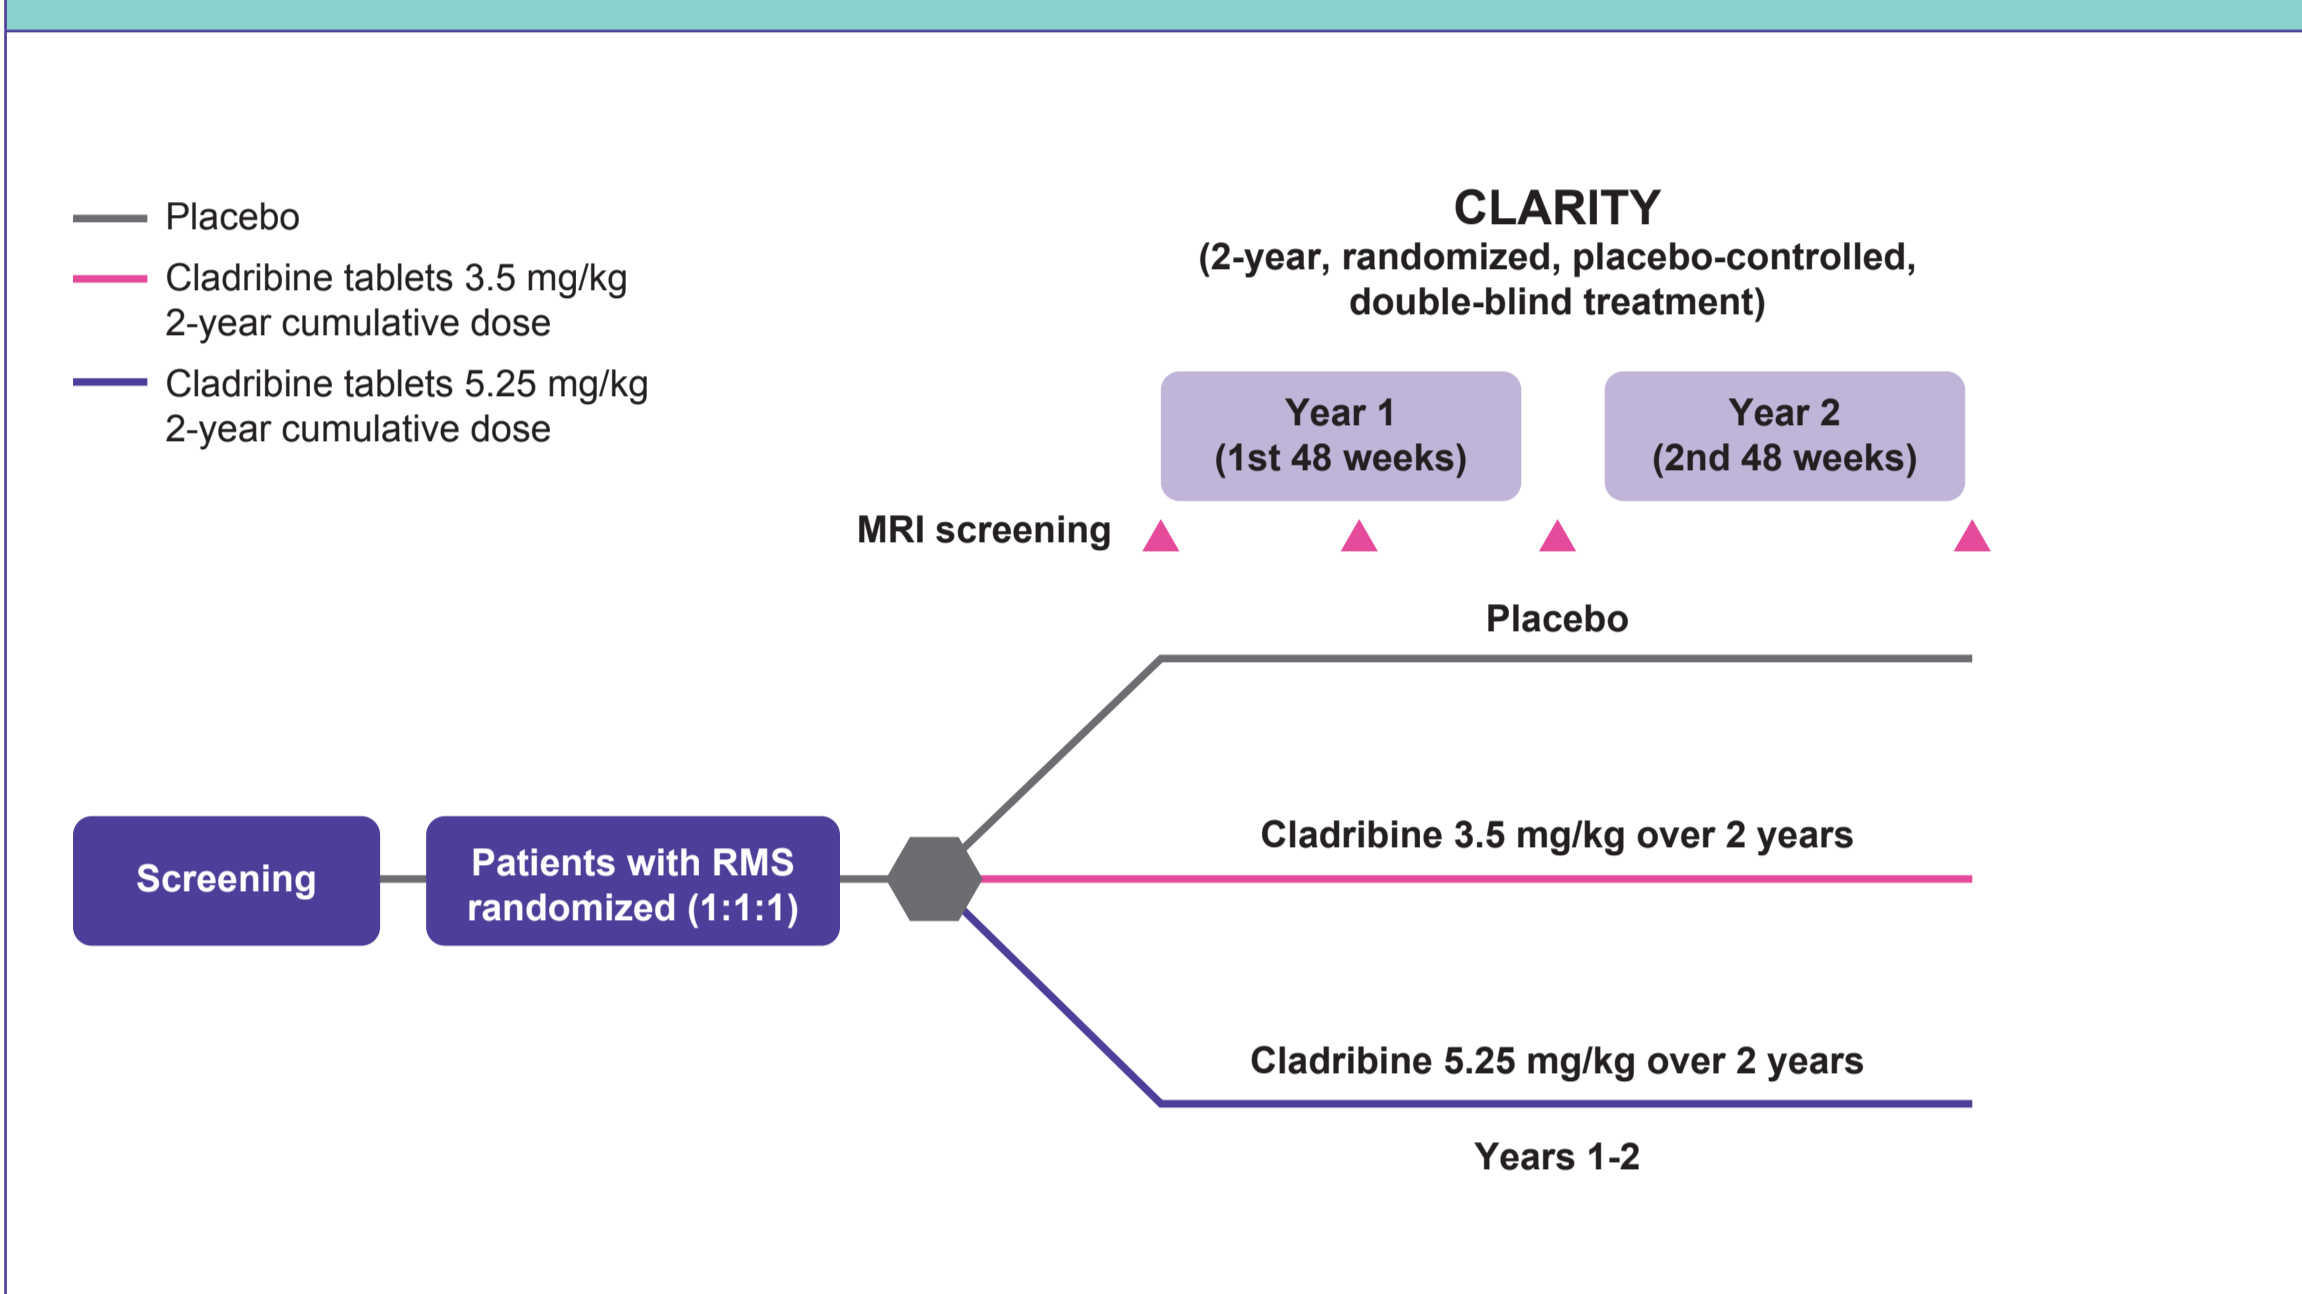 Placebo
Cladribine tablets 3.5 mg/kg
2-year cumulative dose
Cladribine tablets 5.25 mg/kg
2-year cumulative dose
CLARITY
(2-year, randomized, placebo-controlled,
double-blind treatment)
Year 1
(1st 48 weeks)
Year 2
(2nd 48 weeks)
MRI screening
Placebo
Screening
Patients with RMS
randomized (1:1:1)
Cladribine 3.5 mg/kg over 2 years
Cladribine 5.25 mg/kg over 2 years
Years 1-2